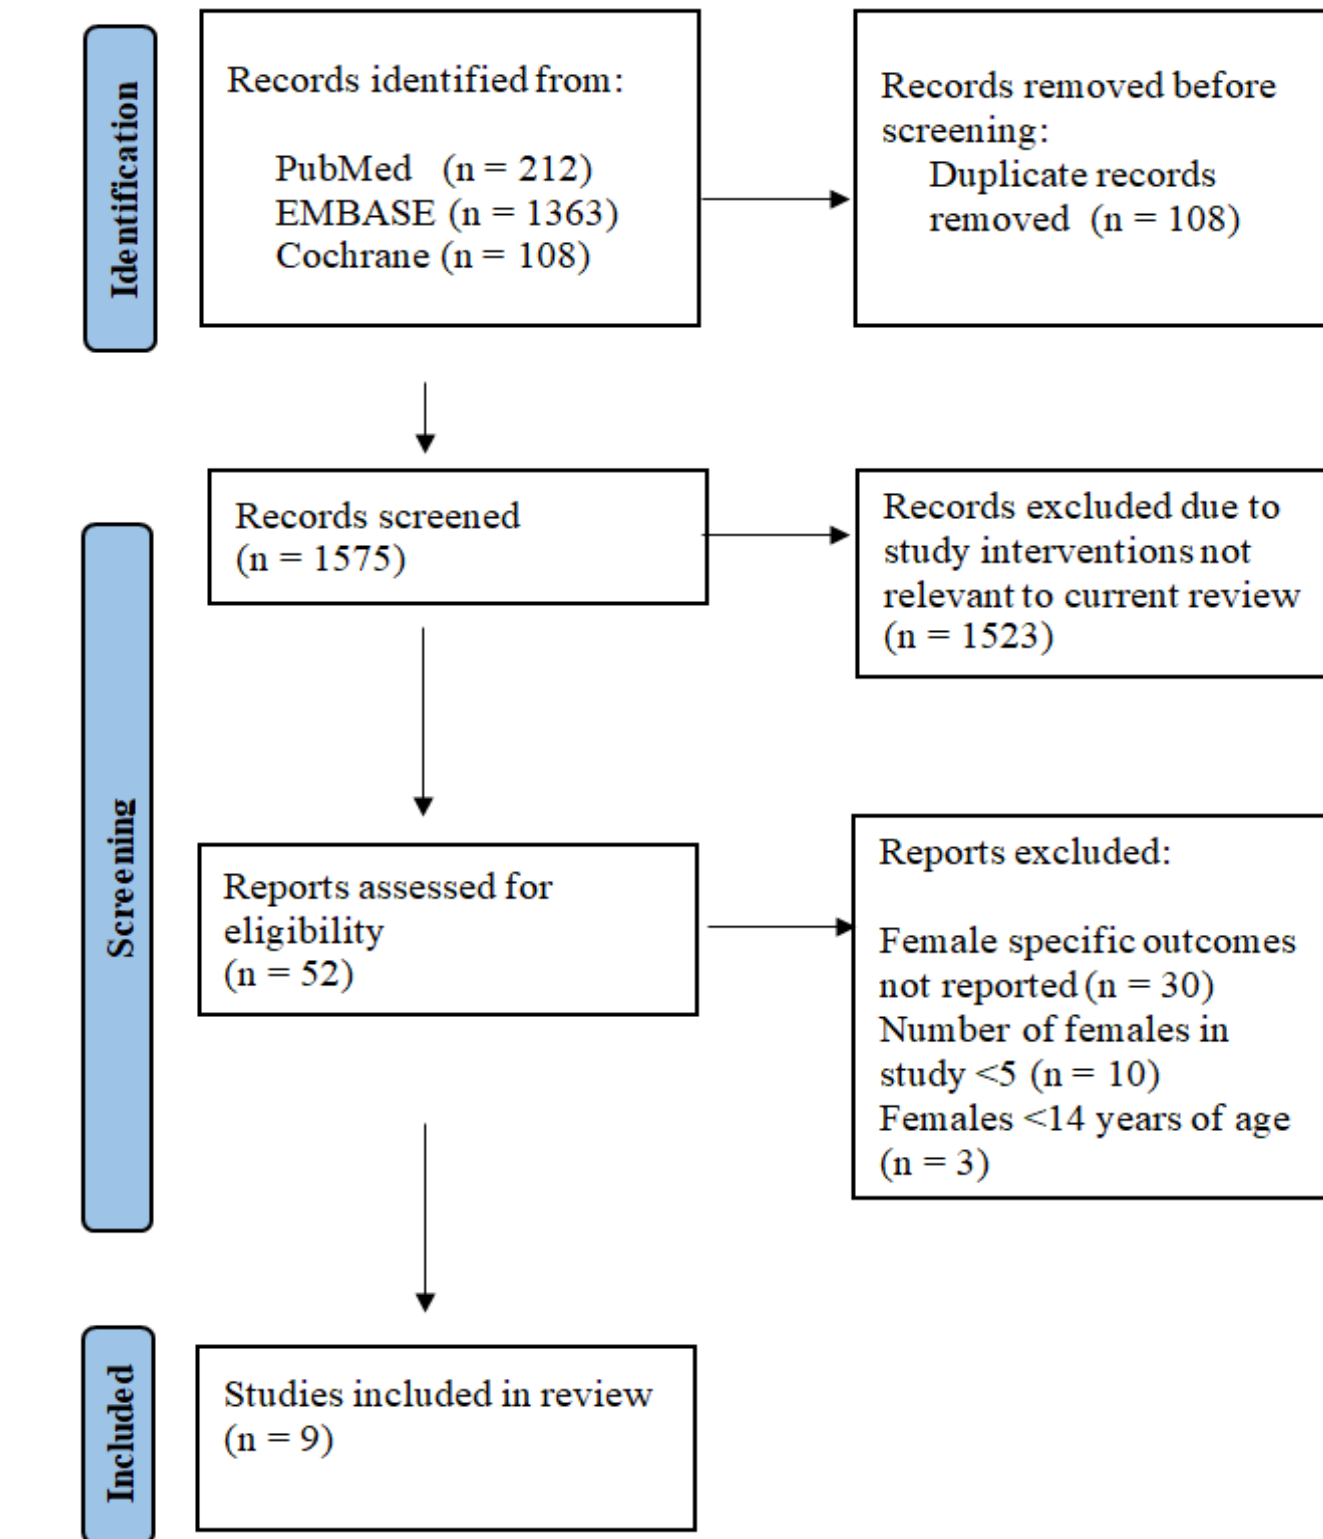 Identification
Records identified from:
PubMed (n = 212)
EMBASE (n = 1363)
Cochrane (n = 108)
Records removed before
screening:
Duplicate records
removed (n = 108)
Screening
Records screened
(n = 1575)
Records excluded due to
study interventions not
relevant to current review
(n = 1523)
Reports assessed for
eligibility
(n = 52)
Reports excluded:
Female specific outcomes
not reported (n = 30)
Number of females in
study <5 (n = 10)
Females <14 years of age
(n = 3)
Included
Studies included in review
(n = 9)